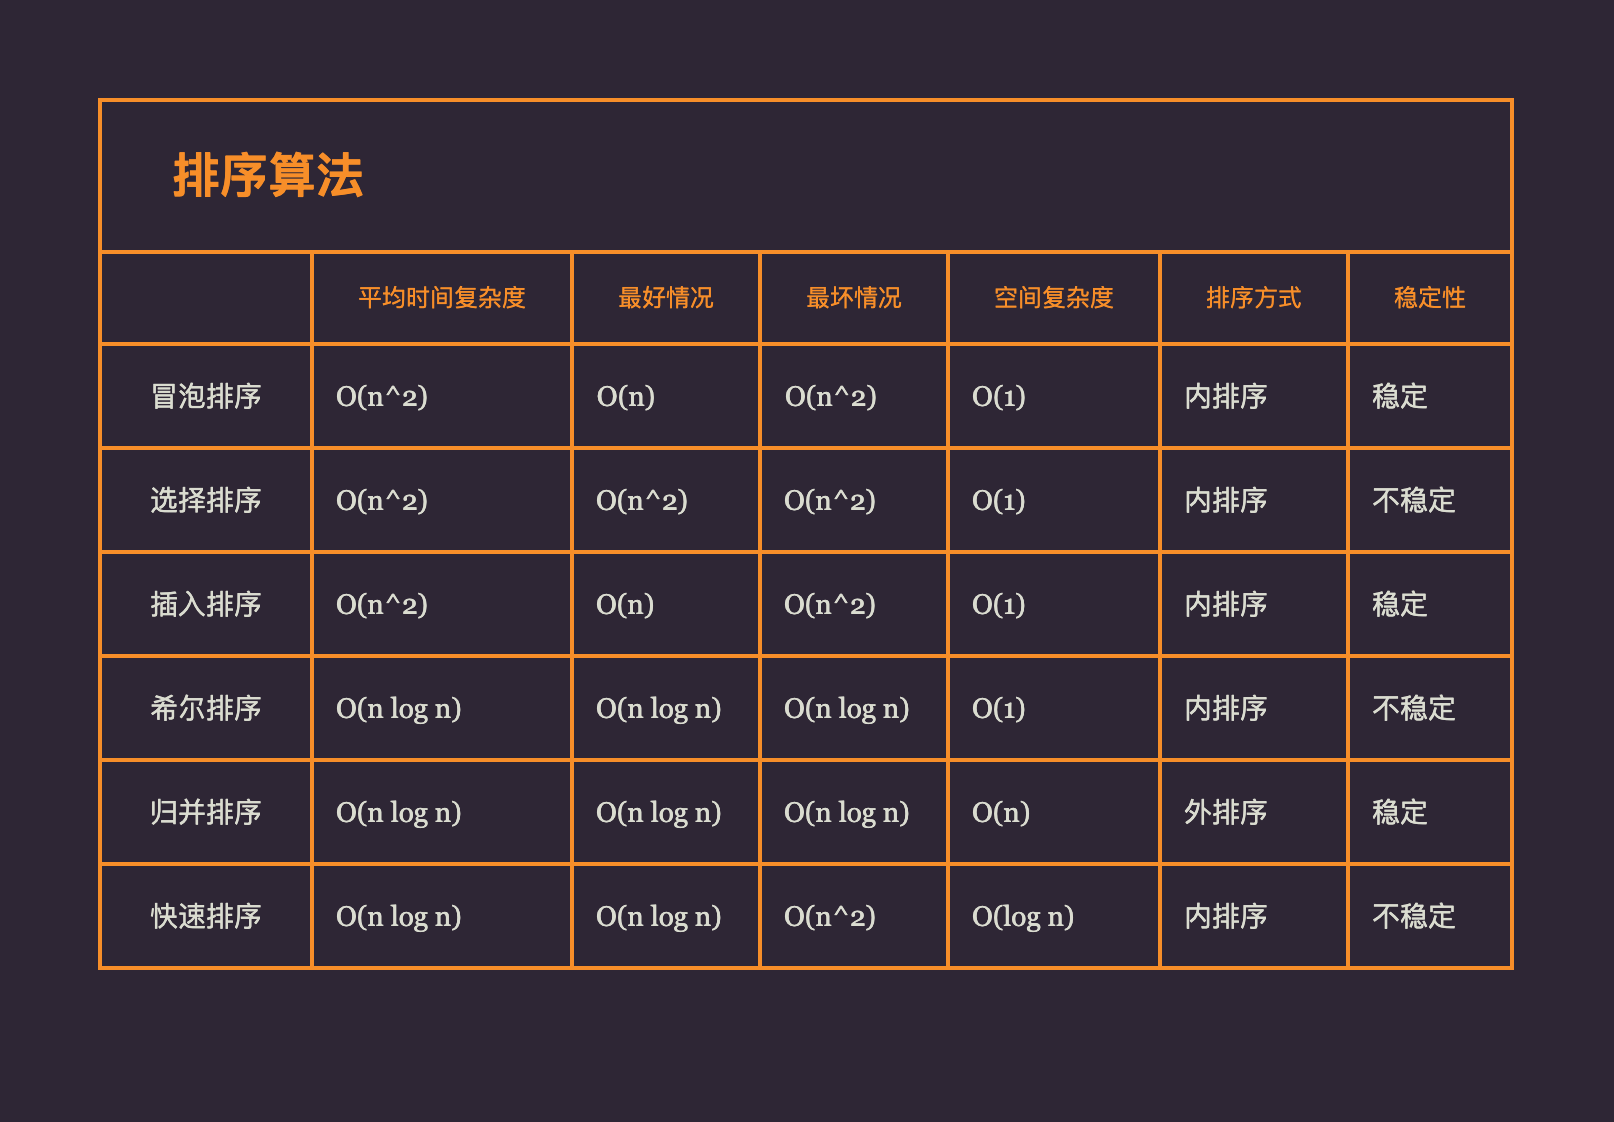 排序算法
平均时间复杂度 最好情况 最坏情况 空间复杂度 排序方式 稳定性
冒泡排序 O(n^2) O(n) O(n^2) O(1) 内排序 稳定
选择排序 O(n^2) O(n^2) O(n^2) O(1) 内排序 不稳定
插入排序 O(n^2) O(n) O(n^2) O(1) 内排序 稳定
希尔排序 O(n log n) O(n log n) O(n log n) O(1) 内排序 不稳定
归并排序 O(n log n) O(n log n) O(n log n) O(n) 外排序 稳定
快速排序 O(n log n) O(n log n) O(n^2) O(log n) 内排序 不稳定